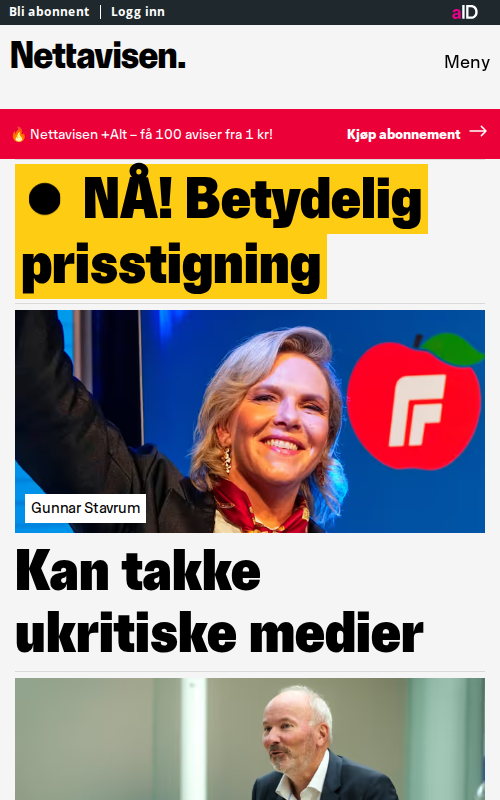 Bli abonnent | Logg inn
aID
Nettavisen.
Meny
🔥 Nettavisen +Alt – få 100 aviser fra 1 kr!
Kjøp abonnement →
● NÅ! Betydelig
prisstigning
Gunnar Stavrum
Kan takke
ukritiske medier